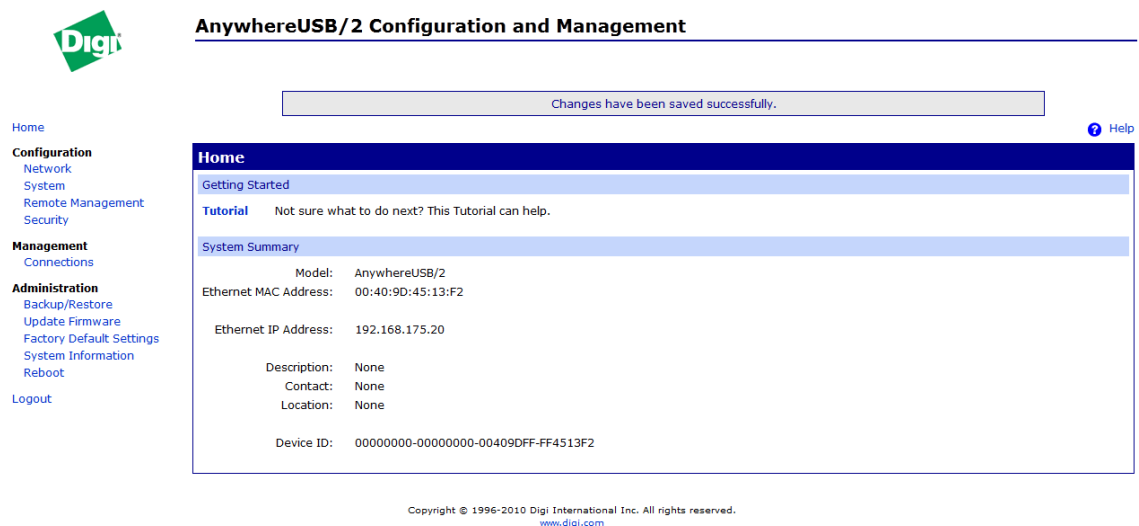 Digi
AnywhereUSB/2 Configuration and Management
Changes have been saved successfully.
Help
Home
Configuration
Network
System
Remote Management
Security
Management
Connections
Administration
Backup/Restore
Update Firmware
Factory Default Settings
System Information
Reboot
Logout
Home
Getting Started
Tutorial Not sure what to do next? This Tutorial can help.
System Summary
Model: AnywhereUSB/2
Ethernet MAC Address: 00:40:9D:45:13:F2
Ethernet IP Address: 192.168.175.20
Description: None
Contact: None
Location: None
Device ID: 00000000-00000000-00409DFF-FF4513F2
Copyright © 1996-2010 Digi International Inc. All rights reserved.
www.digi.com